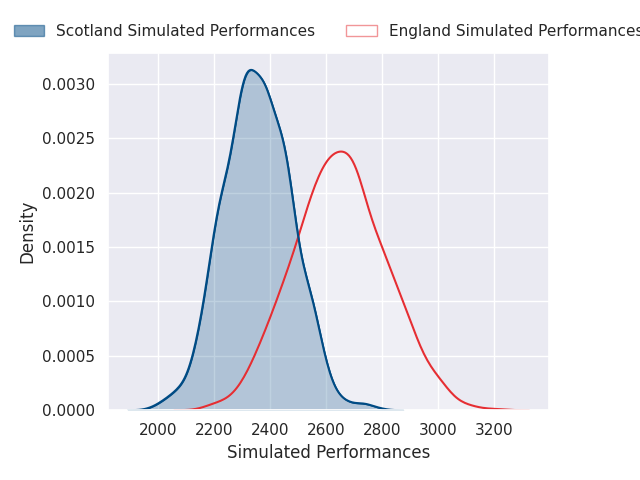 Scotland Simulated Performances England Simulated Performances
0.0030
0.0025
0.0020
0.0015
0.0010
0.0005
0.0000
Density
2000 2200 2400 2600 2800 3000 3200
Simulated Performances